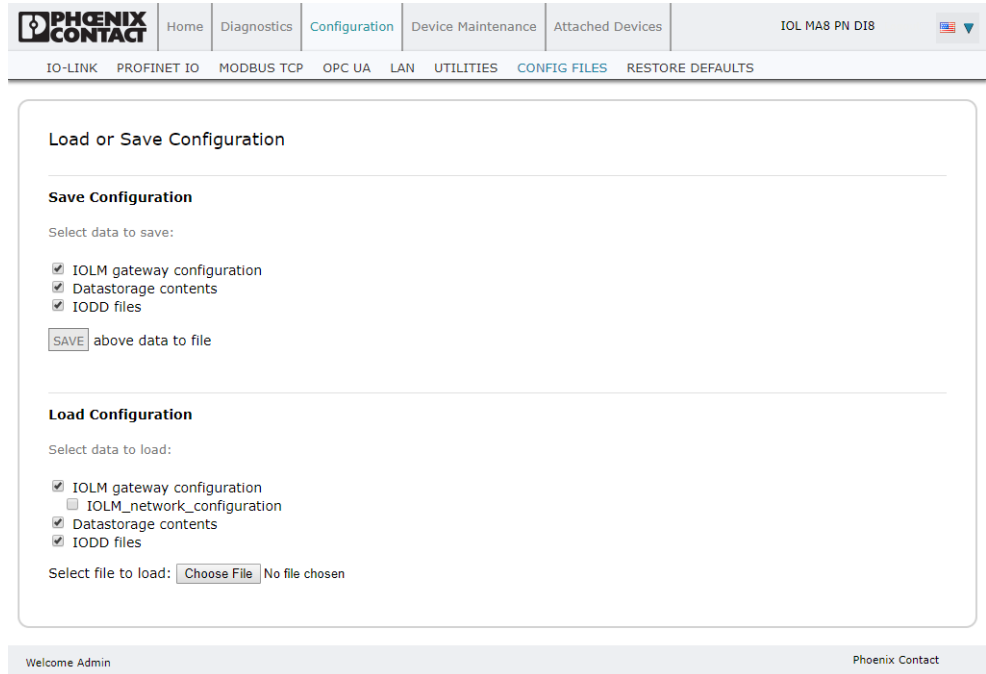 PHŒNIX
CONTACT
Home Diagnostics Configuration Device Maintenance Attached Devices IOL MA8 PN DI8
IO-LINK PROFINET IO MODBUS TCP OPC UA LAN UTILITIES CONFIG FILES RESTORE DEFAULTS
Load or Save Configuration
Save Configuration
Select data to save:
IOLM gateway configuration
Datastorage contents
IODD files
SAVE above data to file
Load Configuration
Select data to load:
IOLM gateway configuration
IOLM_network_configuration
Datastorage contents
IODD files
Select file to load: Choose File No file chosen
Welcome Admin Phoenix Contact